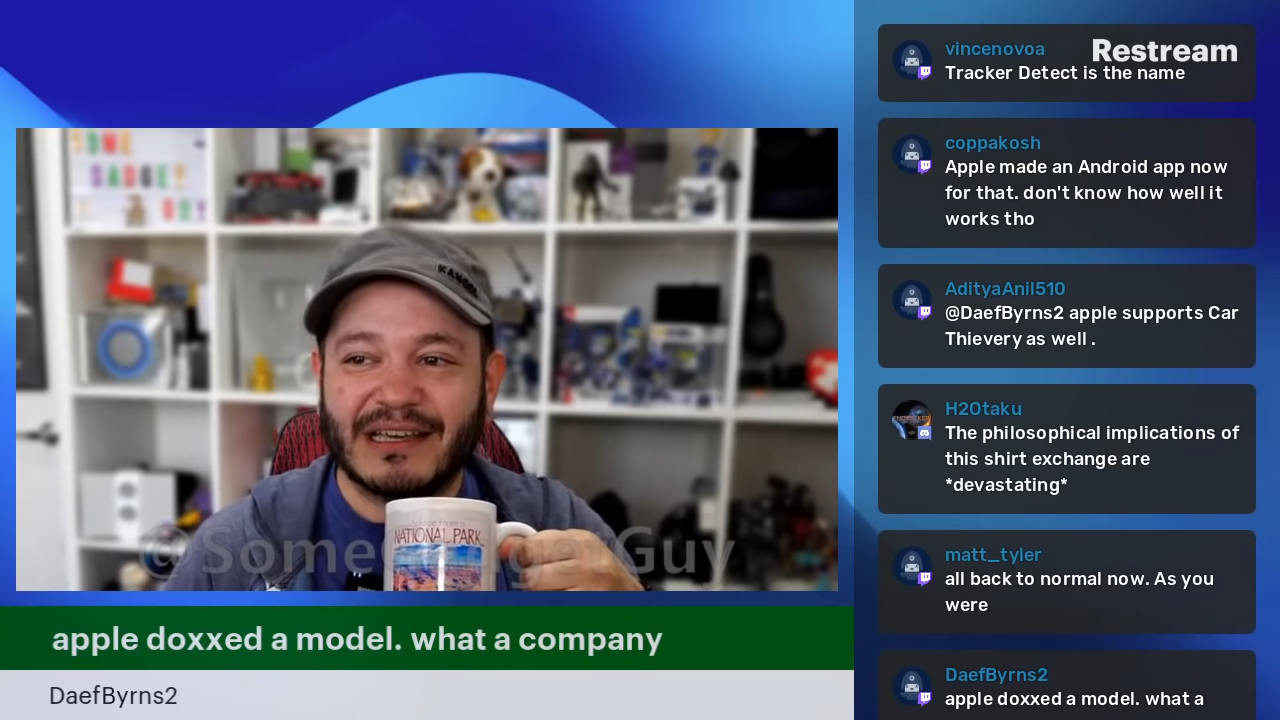 vincenovoa
Restream
Tracker Detect is the name
coppakosh
Apple made an Android app now
for that. don't know how well it
works tho
AdityaAnil510
@DaefByrns2 apple supports Car
Thievery as well .
H2Otaku
The philosophical implications of
this shirt exchange are
*devastating*
matt_tyler
all back to normal now. As you
were
DaefByrns2
apple doxxed a model. what a
KANGOL
NATIONAL PARK
@SomeGadgetGuy
apple doxxed a model. what a company
DaefByrns2